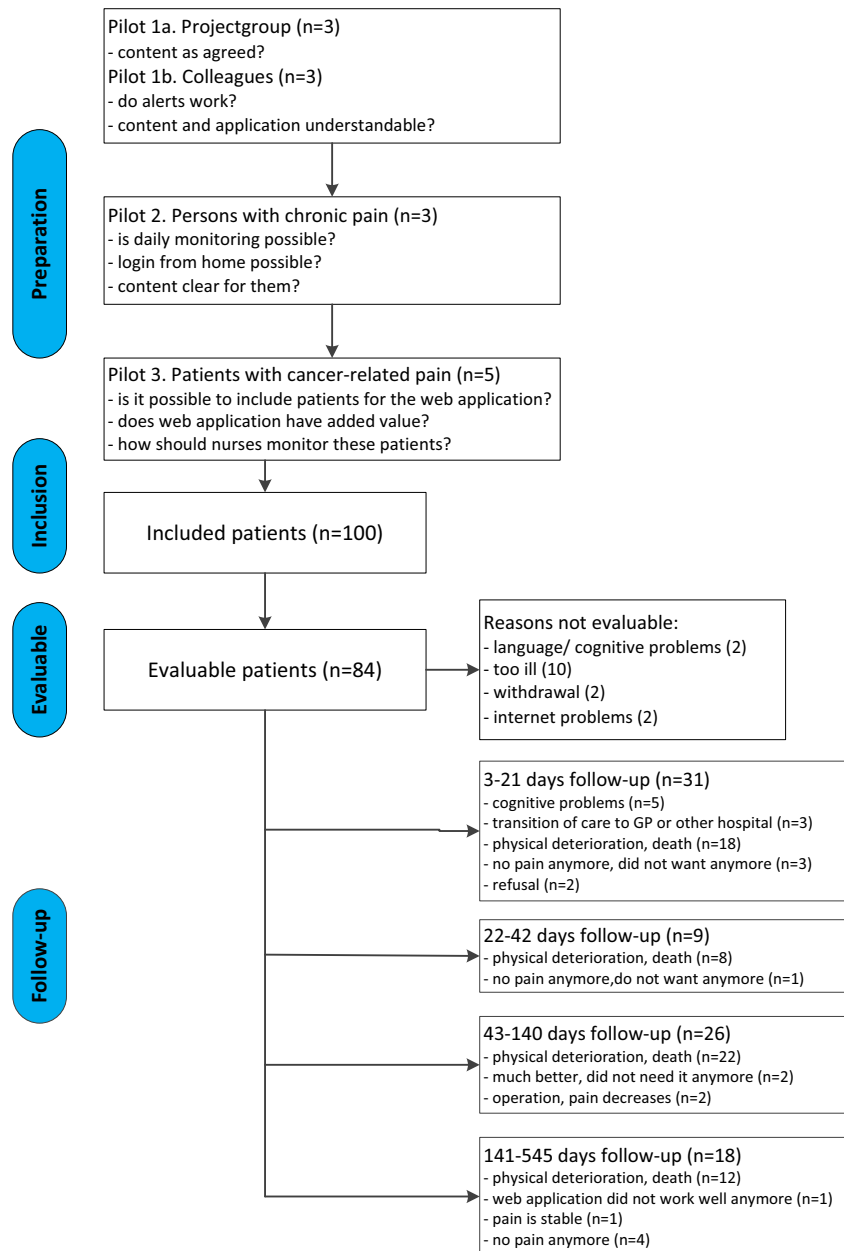 Pilot 1a. Projectgroup (n=3)
- content as agreed?
Pilot 1b. Colleagues (n=3)
- do alerts work?
- content and application understandable?
Preparation
Pilot 2. Persons with chronic pain (n=3)
- is daily monitoring possible?
- login from home possible?
- content clear for them?
Pilot 3. Patients with cancer-related pain (n=5)
- is it possible to include patients for the web application?
- does web application have added value?
- how should nurses monitor these patients?
Inclusion
Included patients (n=100)
Evaluable
Evaluable patients (n=84)
Reasons not evaluable:
- language/ cognitive problems (2)
- too ill (10)
- withdrawal (2)
- internet problems (2)
Follow-up
3-21 days follow-up (n=31)
- cognitive problems (n=5)
- transition of care to GP or other hospital (n=3)
- physical deterioration, death (n=18)
- no pain anymore, did not want anymore (n=3)
- refusal (n=2)
22-42 days follow-up (n=9)
- physical deterioration, death (n=8)
- no pain anymore,do not want anymore (n=1)
43-140 days follow-up (n=26)
- physical deterioration, death (n=22)
- much better, did not need it anymore (n=2)
- operation, pain decreases (n=2)
141-545 days follow-up (n=18)
- physical deterioration, death (n=12)
- web application did not work well anymore (n=1)
- pain is stable (n=1)
- no pain anymore (n=4)